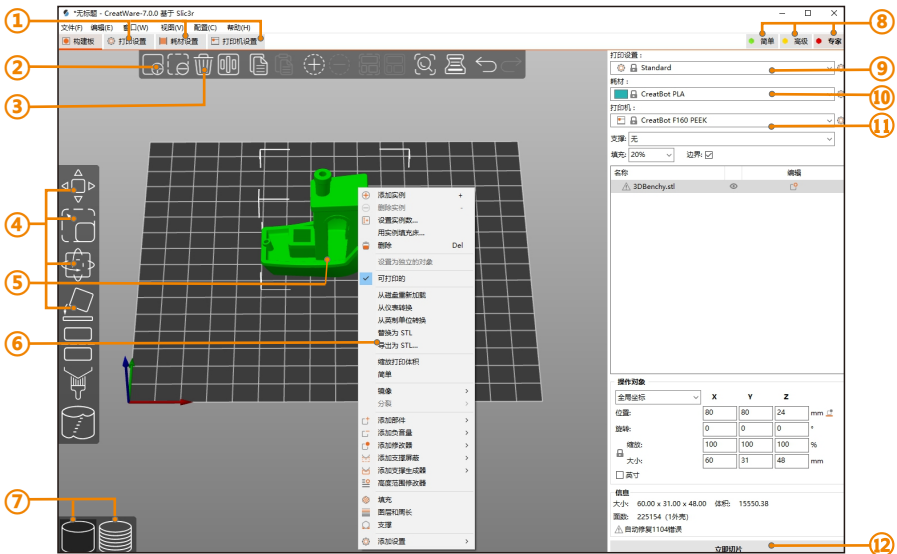 *无标题 - CreatWare-7.0.0 基于 Slic3r
文件(F) 编辑(E) 窗口(W) 视图(V) 配置(C) 帮助(H)
构建板 打印设置 耗材设置 打印机设置
简单 高级 专家
①
②
③
④
⑤
⑥
⑦
⑧
⑨
⑩
⑪
⑫
添加实例 +
删除实例 -
设置实例数...
用实例填充床...
删除 Del
设置为独立的对象
可打印的
从磁盘重新加载
从仪表转换
从英制单位转换
替换为 STL
导出为 STL...
缩放打印体积
简单
镜像
分裂
添加部件
添加负音量
添加修改器
添加支撑屏蔽
添加支撑生成器
高度范围修改器
填充
图层和周长
支撑
添加设置
打印设置:
Standard
耗材:
CreatBot PLA
打印机:
CreatBot F160 PEEK
支撑: 无
填充: 20% 边界:
名称 编辑
3DBenchy.stl
操作对象
全局坐标 X Y Z
位置: 80 80 24 mm
旋转: 0 0 0 °
缩放: 100 100 100 %
大小: 60 31 48 mm
英寸
信息
大小: 60.00 x 31.00 x 48.00 体积: 15550.38
面数: 225154 (1外壳)
自动修复1104错误
立即切片